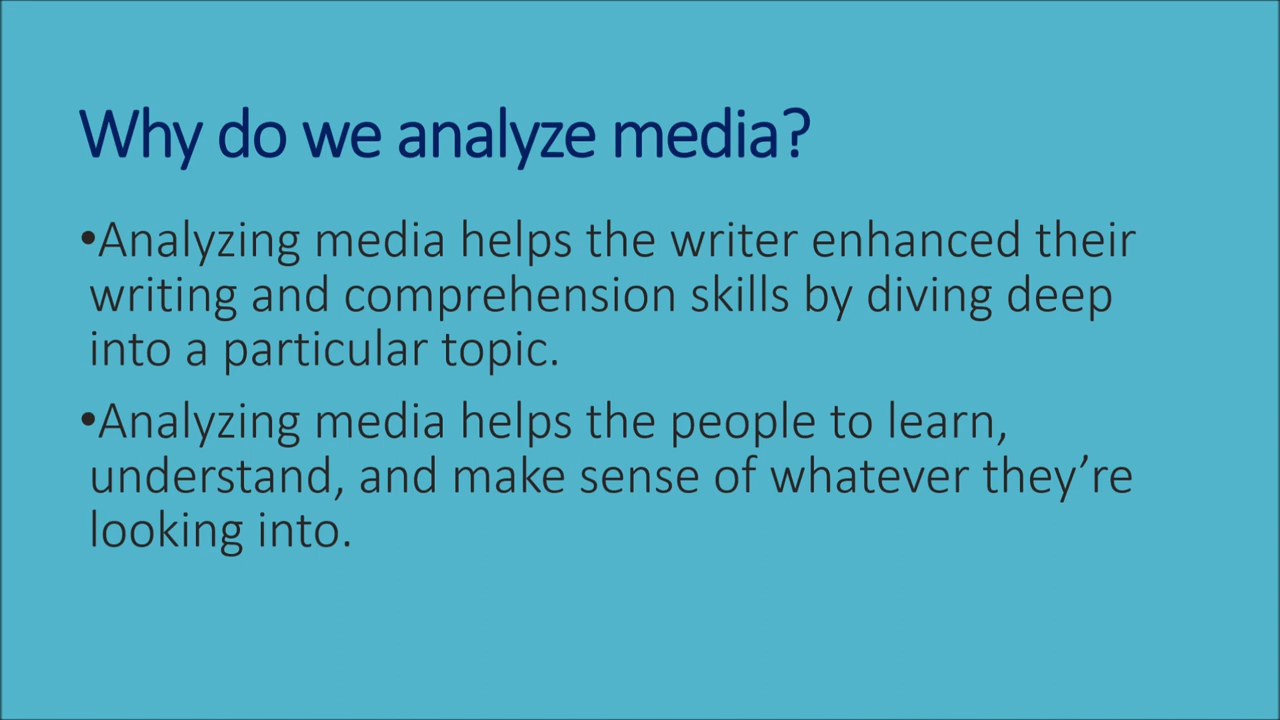 Why do we analyze media?
•Analyzing media helps the writer enhanced their
writing and comprehension skills by diving deep
into a particular topic.
•Analyzing media helps the people to learn,
understand, and make sense of whatever they’re
looking into.